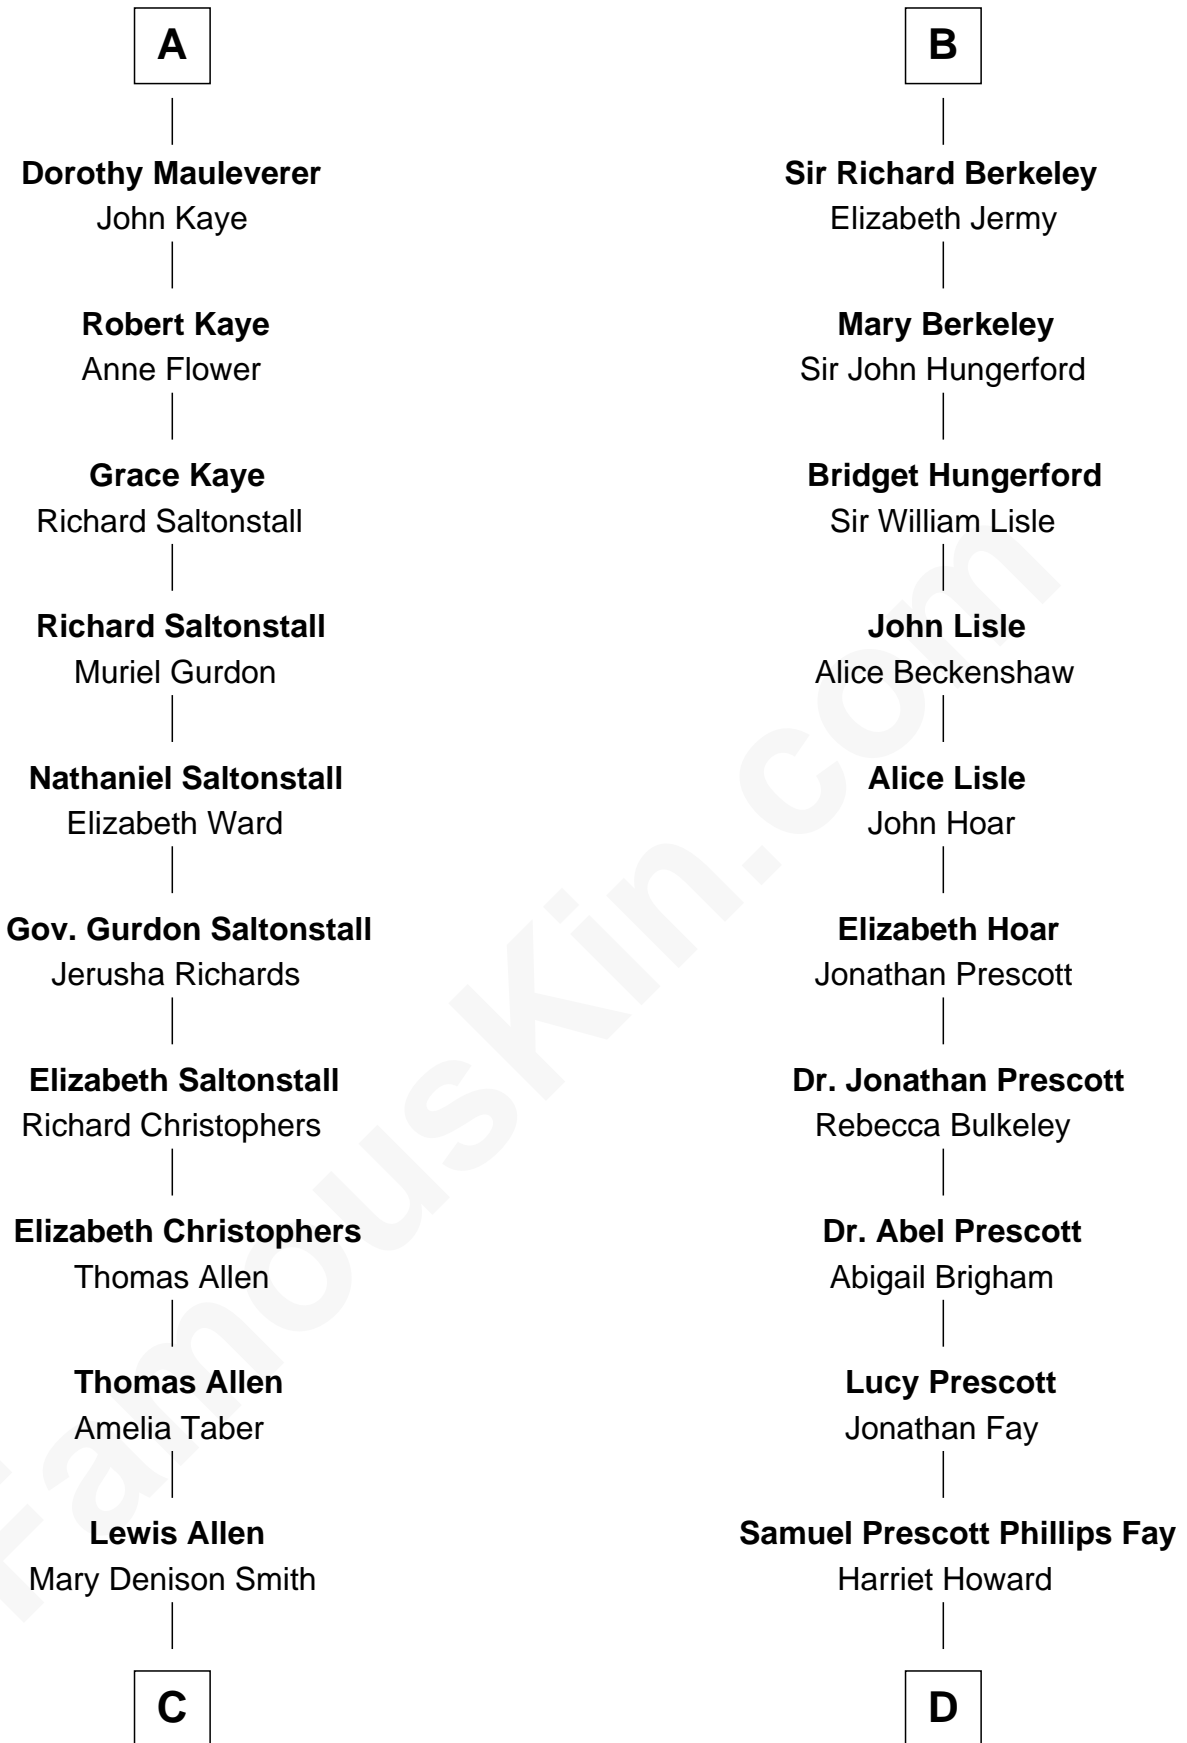 A
Dorothy Mauleverer
John Kaye
Robert Kaye
Anne Flower
Grace Kaye
Richard Saltonstall
Richard Saltonstall
Muriel Gurdon
Nathaniel Saltonstall
Elizabeth Ward
Gov. Gurdon Saltonstall
Jerusha Richards
Elizabeth Saltonstall
Richard Christophers
Elizabeth Christophers
Thomas Allen
Thomas Allen
Amelia Taber
Lewis Allen
Mary Denison Smith
C
B
Sir Richard Berkeley
Elizabeth Jermy
Mary Berkeley
Sir John Hungerford
Bridget Hungerford
Sir William Lisle
John Lisle
Alice Beckenshaw
Alice Lisle
John Hoar
Elizabeth Hoar
Jonathan Prescott
Dr. Jonathan Prescott
Rebecca Bulkeley
Dr. Abel Prescott
Abigail Brigham
Lucy Prescott
Jonathan Fay
Samuel Prescott Phillips Fay
Harriet Howard
D
FamousKin.com